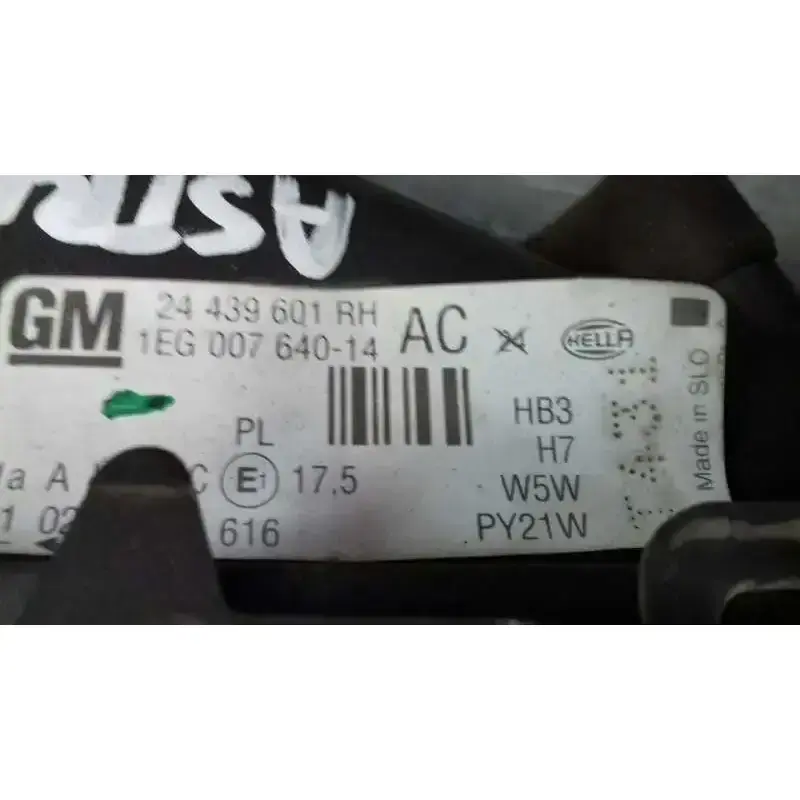 GM 24 439 601 RH
1EG 007 640-14 AC HELLA
PL HB3
H7
A C E1 17,5 W5W
616 PY21W
Made in SLO